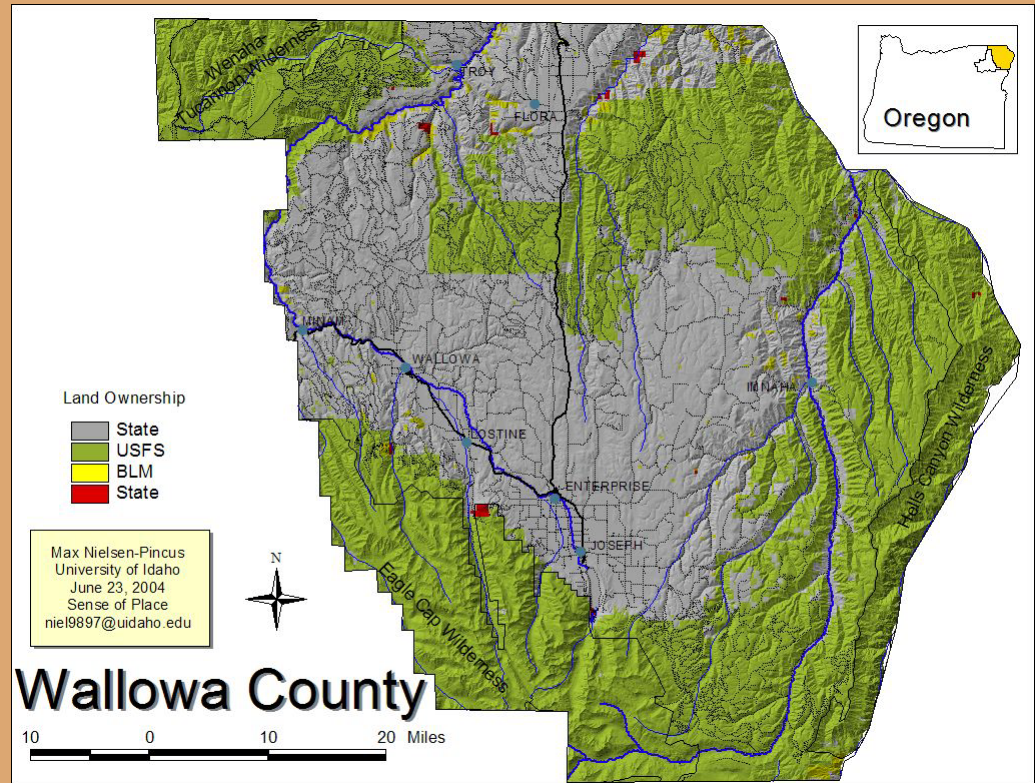 Wenaha-
Tucannon Wilderness
TROY
FLORA
Oregon
MINAM
WALLOWA
IMNAHA
LOSTINE
Hells Canyon Wilderness
ENTERPRISE
JOSEPH
Eagle Cap Wilderness
Land Ownership
State
USFS
BLM
State
Max Nielsen-Pincus
University of Idaho
June 23, 2004
Sense of Place
niel9897@uidaho.edu
N
Wallowa County
10 0 10 20 Miles